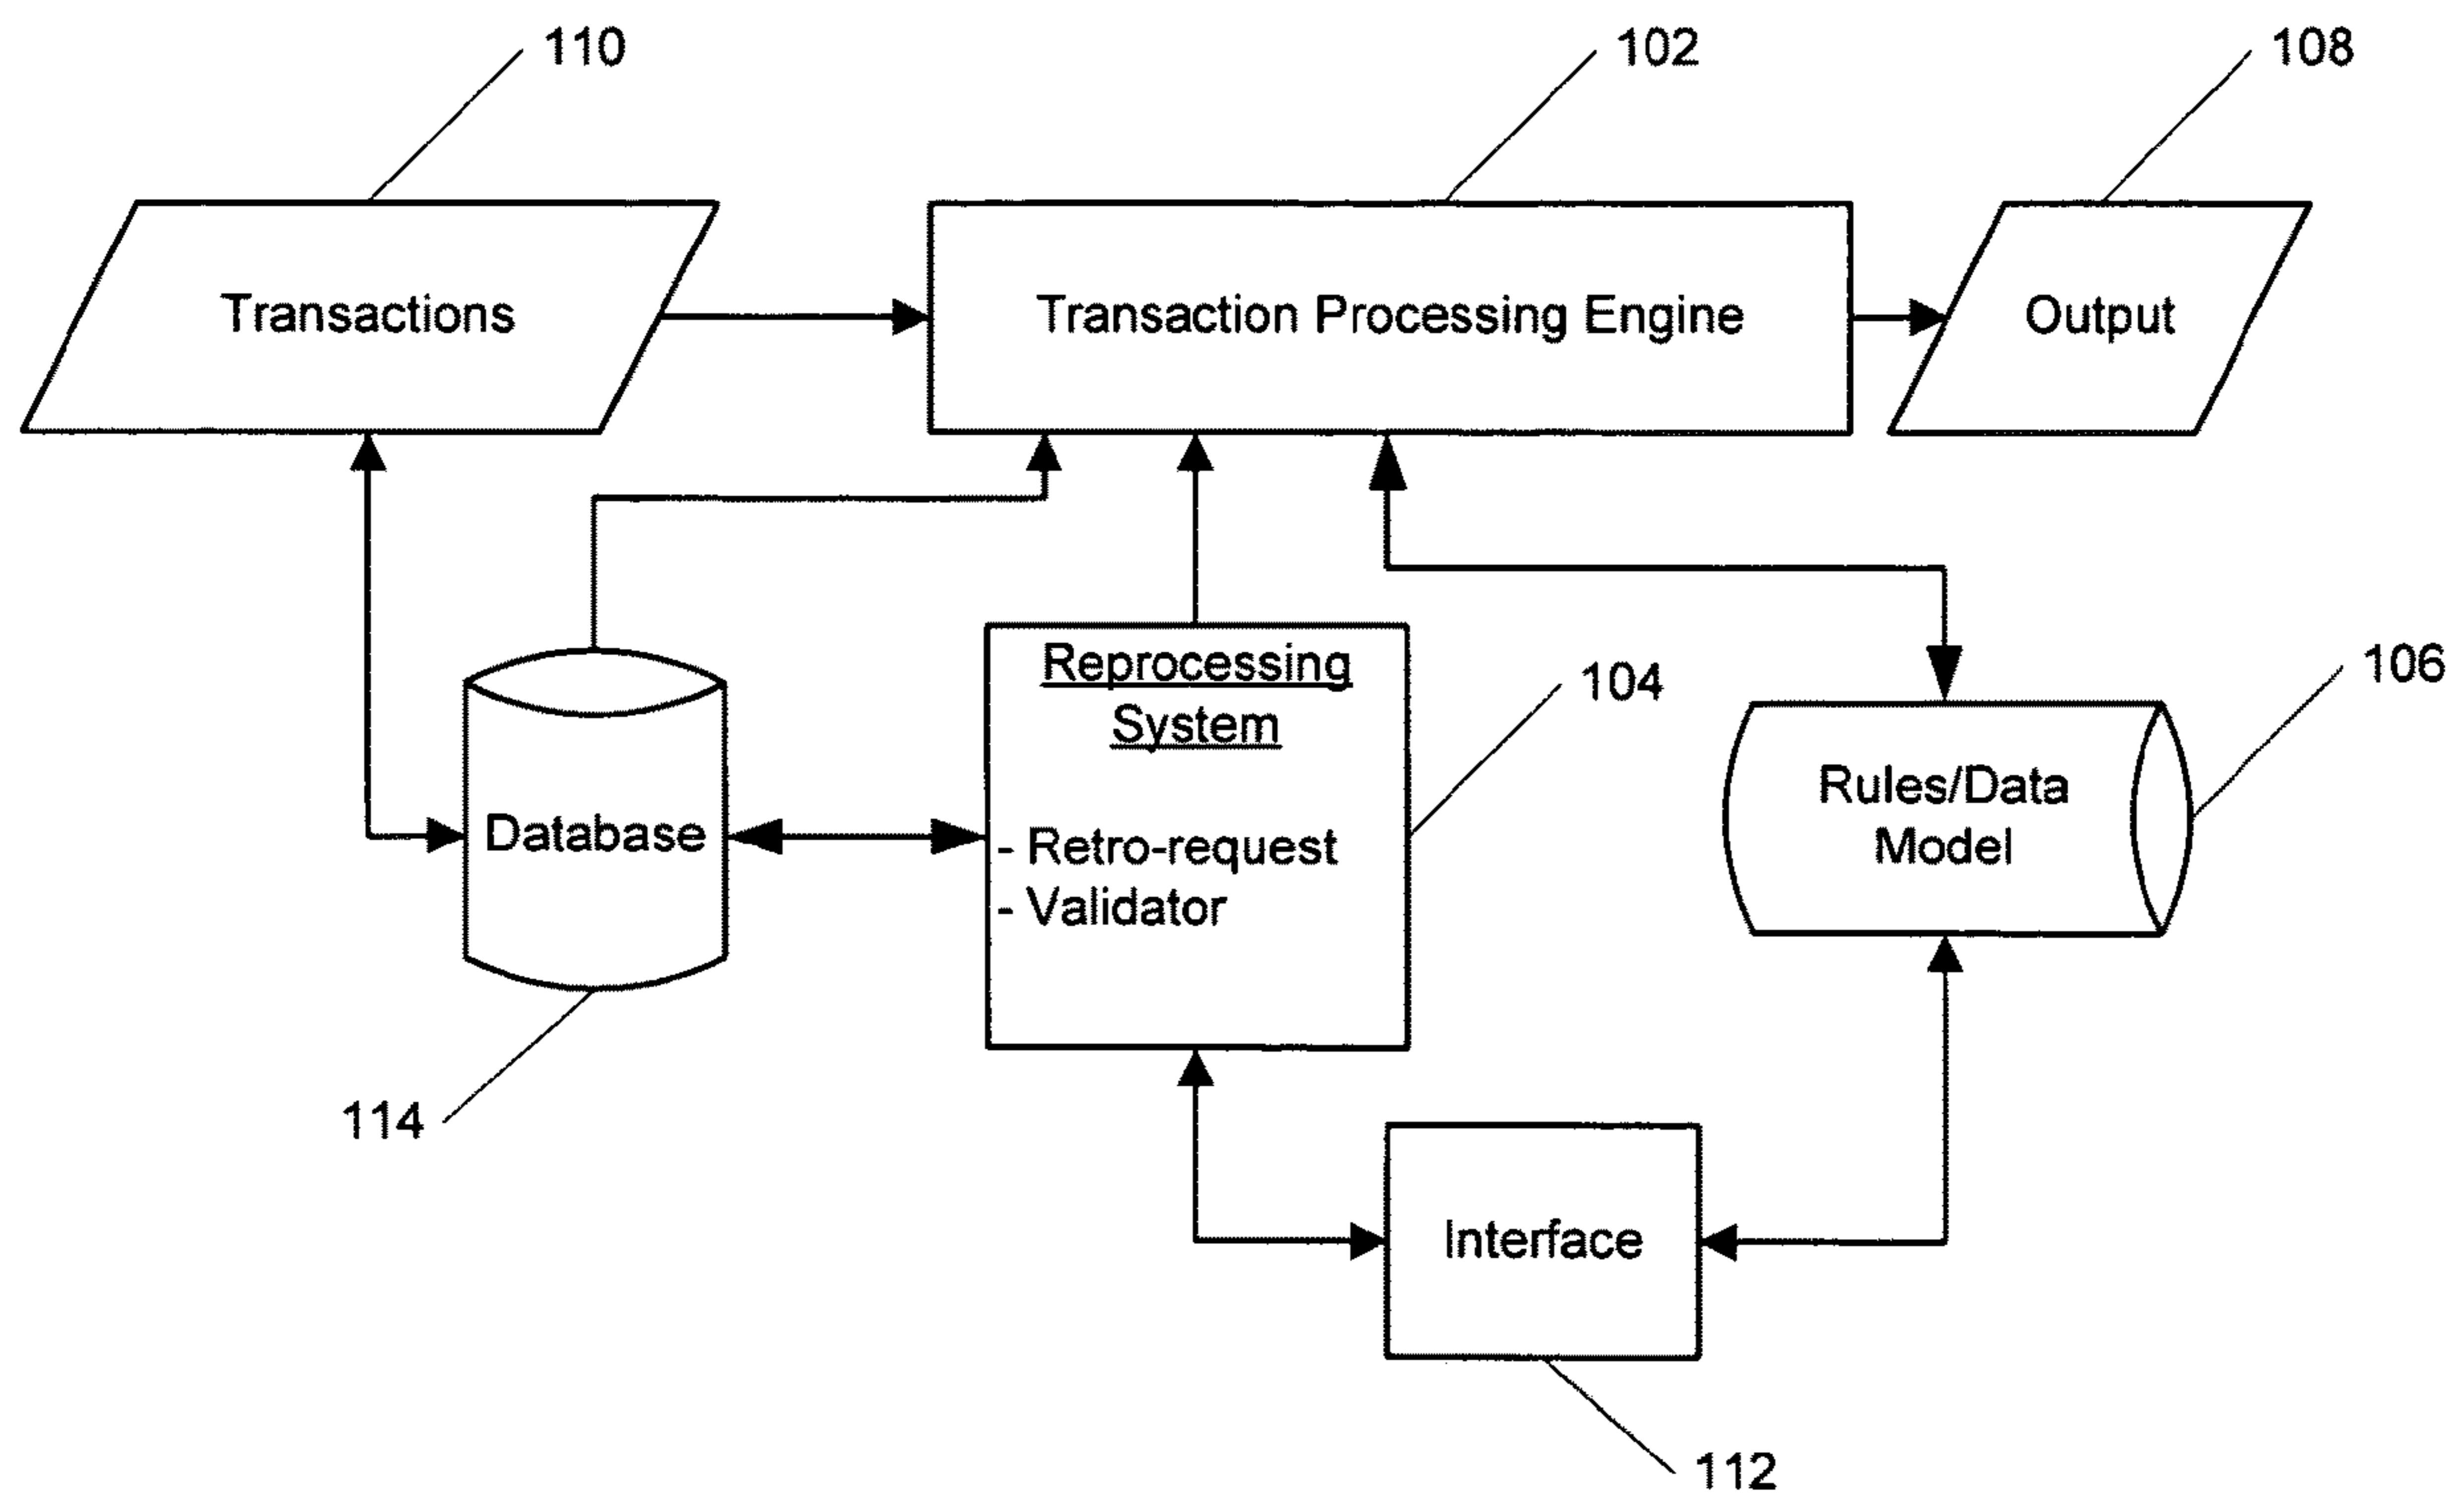 110
102
108
Transactions
Transaction Processing Engine
Output
Reprocessing
System
- Retro-request
- Validator
104
106
Rules/Data
Model
Database
114
Interface
112